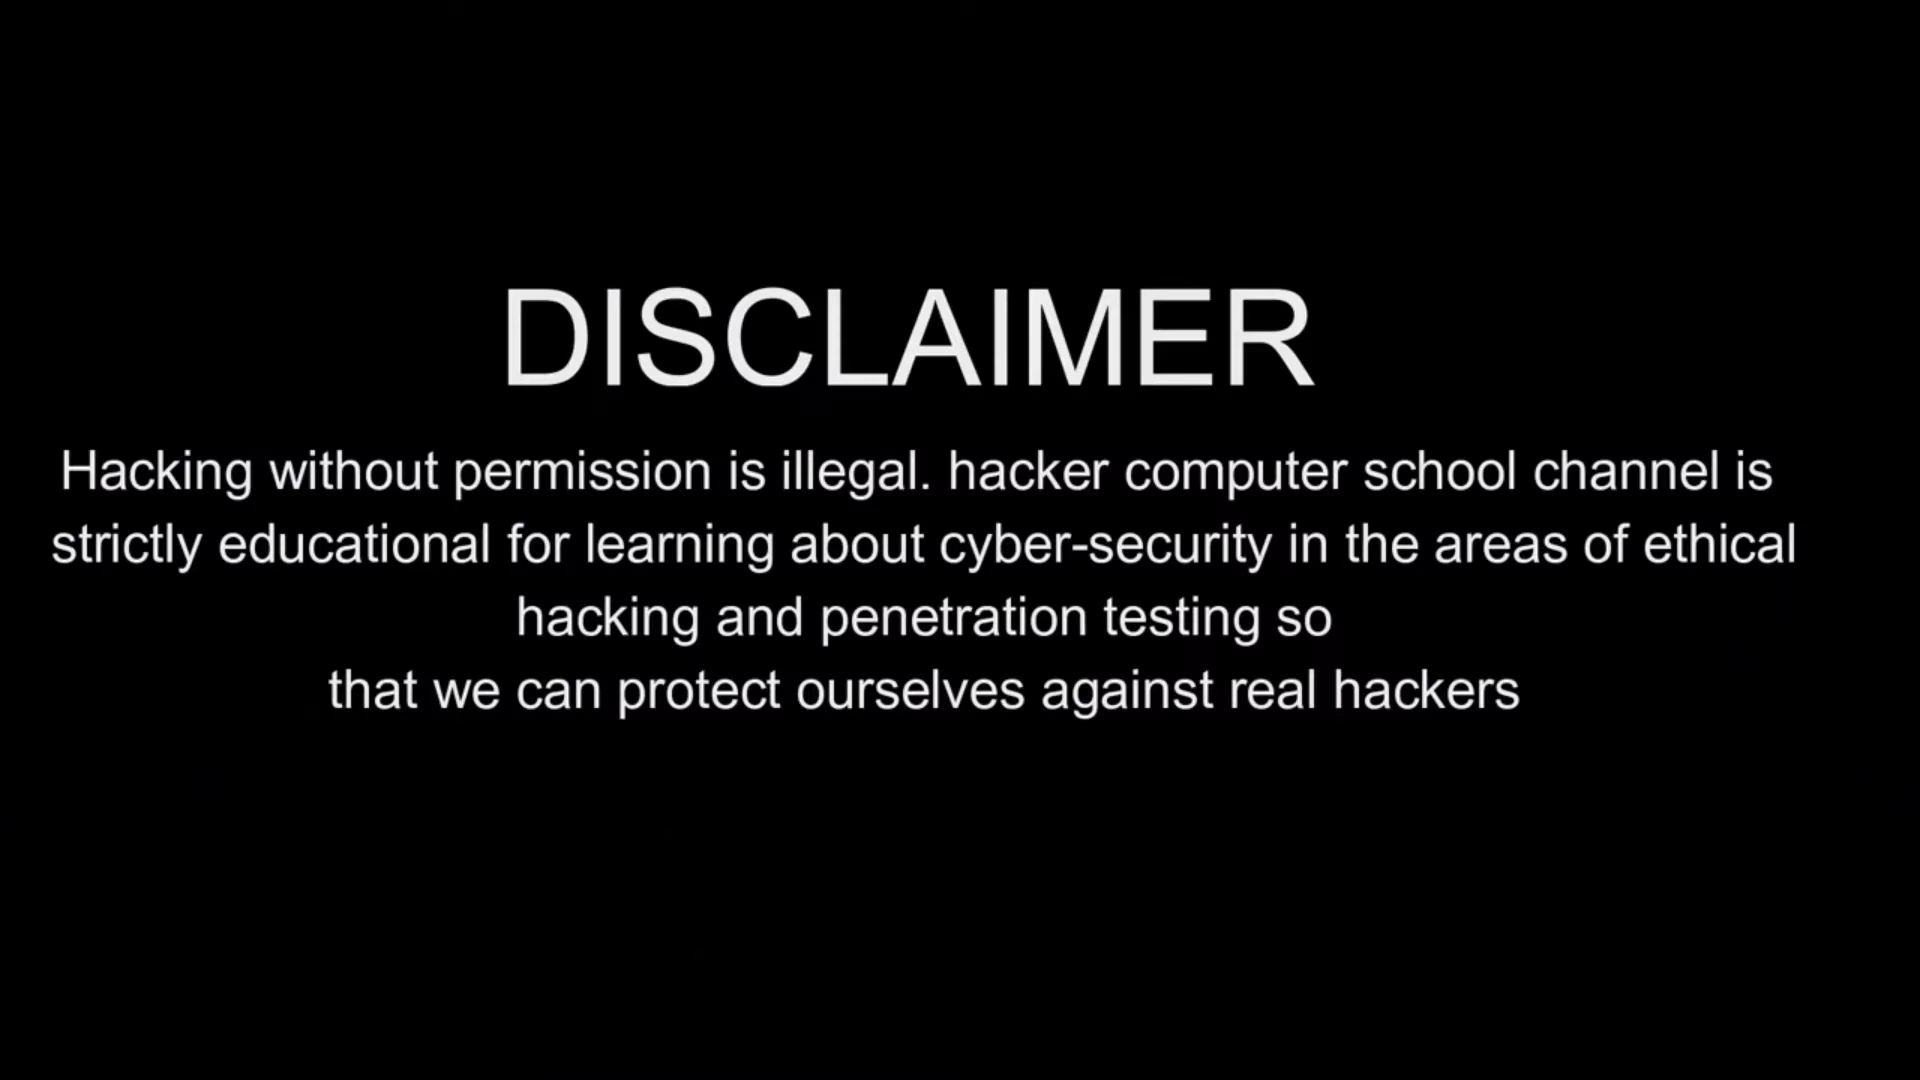 DISCLAIMER
Hacking without permission is illegal. hacker computer school channel is
strictly educational for learning about cyber-security in the areas of ethical
hacking and penetration testing so
that we can protect ourselves against real hackers